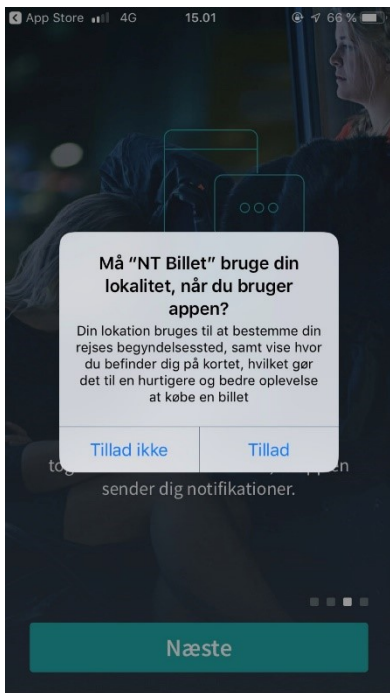 App Store 4G 15.01 66 %
Må “NT Billet” bruge din
lokalitet, når du bruger
appen?
Din lokation bruges til at bestemme din
rejses begyndelsessted, samt vise hvor
du befinder dig på kortet, hvilket gør
det til en hurtigere og bedre oplevelse
at købe en billet
Tillad ikke Tillad
sender dig notifikationer.
Næste